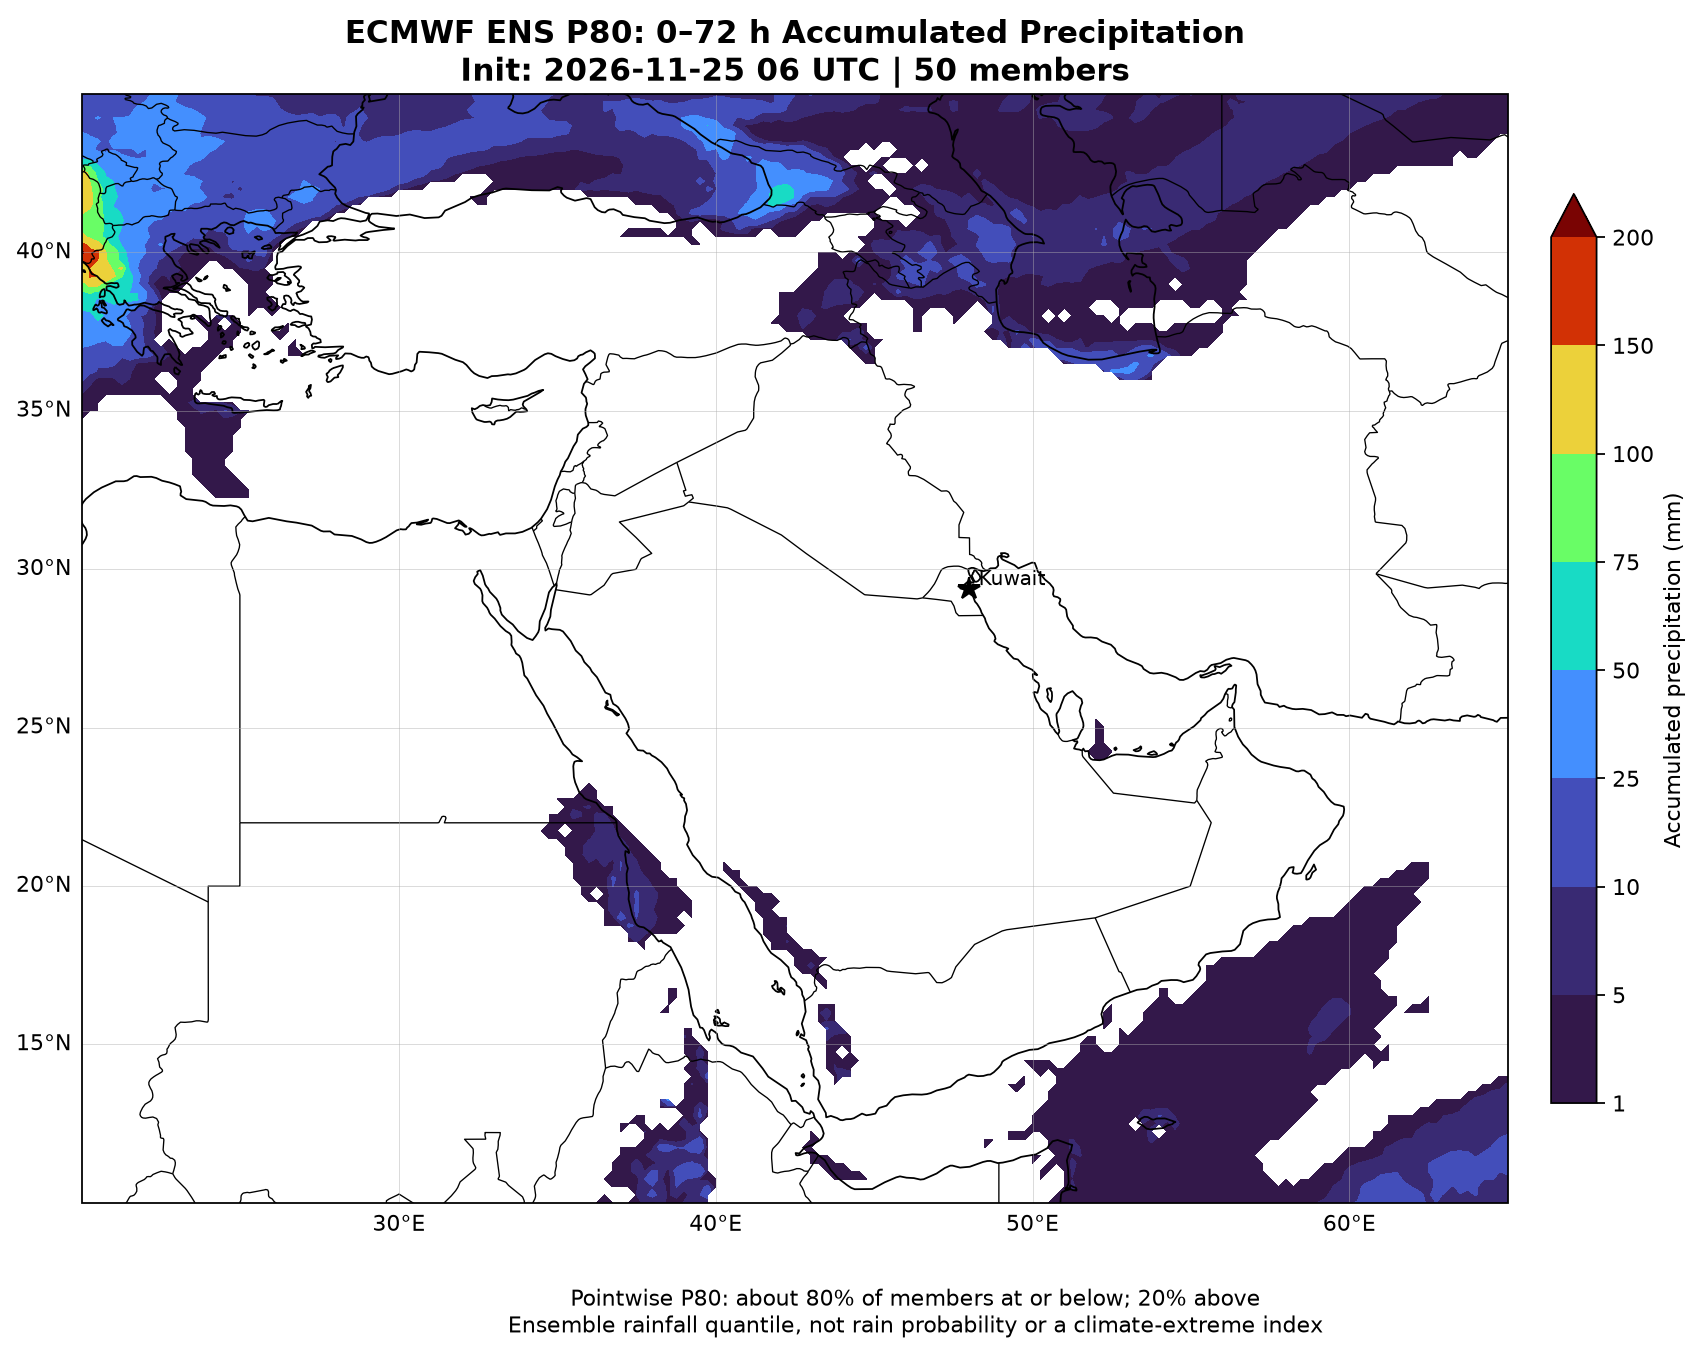 ECMWF ENS P80: 0–72 h Accumulated Precipitation
Init: 2026-11-25 06 UTC | 50 members
40°N
35°N
30°N
25°N
20°N
15°N
30°E
40°E
50°E
60°E
Kuwait
200
150
100
75
50
25
10
5
1
Accumulated precipitation (mm)
Pointwise P80: about 80% of members at or below; 20% above
Ensemble rainfall quantile, not rain probability or a climate-extreme index